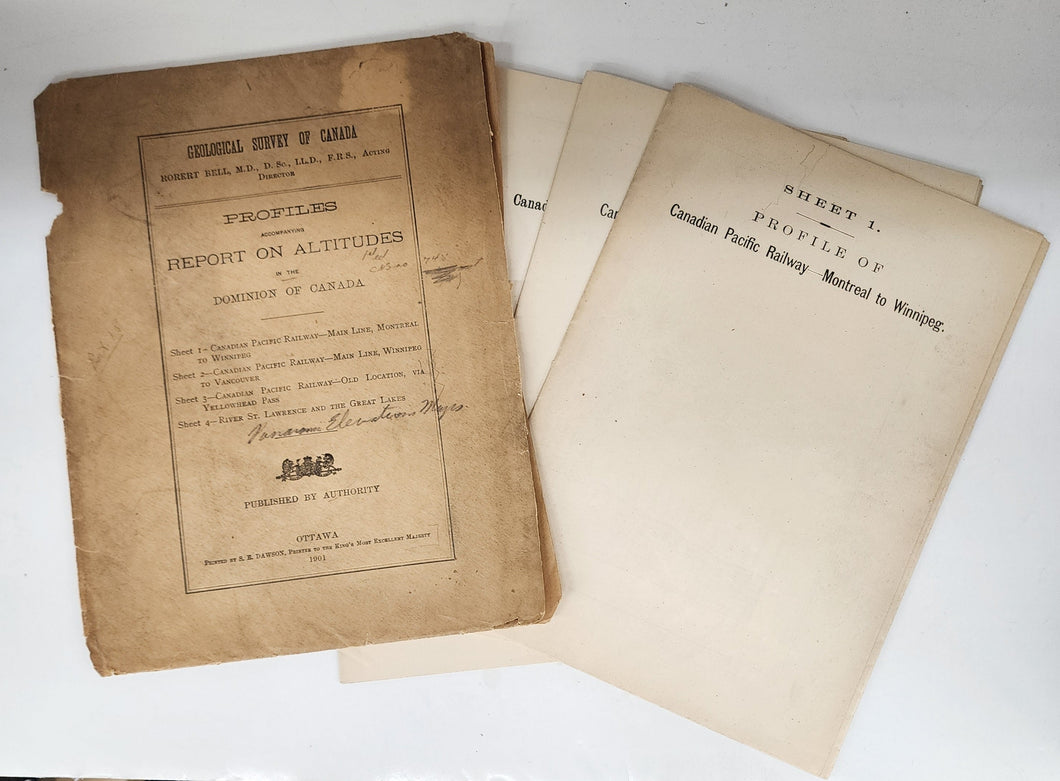 GEOLOGICAL SURVEY OF CANADA
ROBERT BELL, M.D., D. Sc., LL.D., F.R.S., ACTING
DIRECTOR
PROFILES
ACCOMPANYING
REPORT ON ALTITUDES
IN THE
DOMINION OF CANADA
Sheet 1—CANADIAN PACIFIC RAILWAY—MAIN LINE, MONTREAL
TO WINNIPEG
Sheet 2—CANADIAN PACIFIC RAILWAY—MAIN LINE, WINNIPEG
TO VANCOUVER
Sheet 3—CANADIAN PACIFIC RAILWAY—OLD LOCATION, VIA
YELLOWHEAD PASS
Sheet 4—RIVER ST. LAWRENCE AND THE GREAT LAKES
Elevations
PUBLISHED BY AUTHORITY
OTTAWA
PRINTED BY S. E. DAWSON, PRINTER TO THE KING'S MOST EXCELLENT MAJESTY
1901
Canad
Ca
SHEET 1.
PROFILE OF
Canadian Pacific Railway—Montreal to Winnipeg.